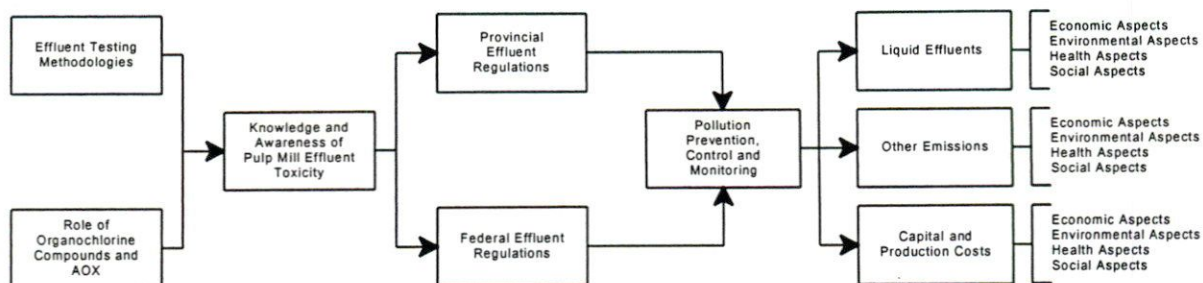 Effluent Testing
Methodologies
Role of
Organochlorine
Compounds and
AOX
Knowledge and
Awareness of
Pulp Mill Effluent
Toxicity
Provincial
Effluent
Regulations
Federal Effluent
Regulations
Pollution
Prevention,
Control and
Monitoring
Liquid Effluents
Economic Aspects
Environmental Aspects
Health Aspects
Social Aspects
Other Emissions
Economic Aspects
Environmental Aspects
Health Aspects
Social Aspects
Capital and
Production Costs
Economic Aspects
Environmental Aspects
Health Aspects
Social Aspects